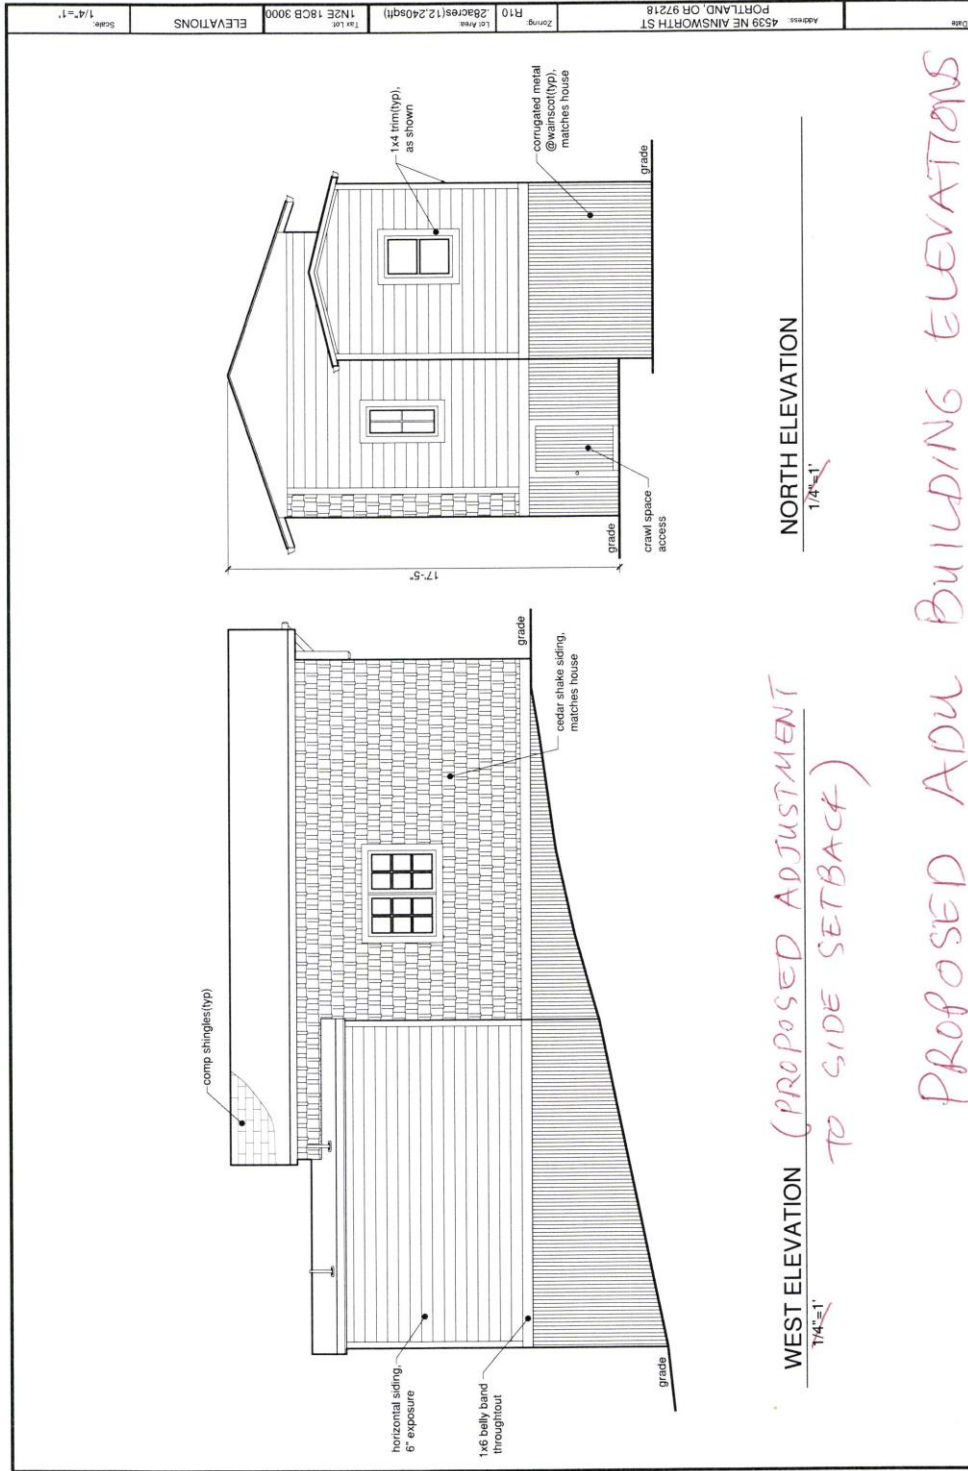 comp shingles(typ)
horizontal siding,
6" exposure
1x6 belly band
throughtout
grade
cedar shake siding,
matches house
grade
WEST ELEVATION
1/4"=1'
(PROPOSED ADJUSTMENT
TO SIDE SETBACK)
17'-5"
1x4 trim(typ),
as shown
corrugated metal
@wainscot(typ),
matches house
grade
grade
crawl space
access
NORTH ELEVATION
1/4"=1'
PROPOSED ADU BUILDING ELEVATIONS
Date
Address:
4539 NE AINSWORTH ST
PORTLAND, OR 97218
Zoning:
R10
Lot Area:
.28acres(12,240sqft)
Tax Lot:
1N2E 18CB 3000
ELEVATIONS
Scale:
1/4"=1'